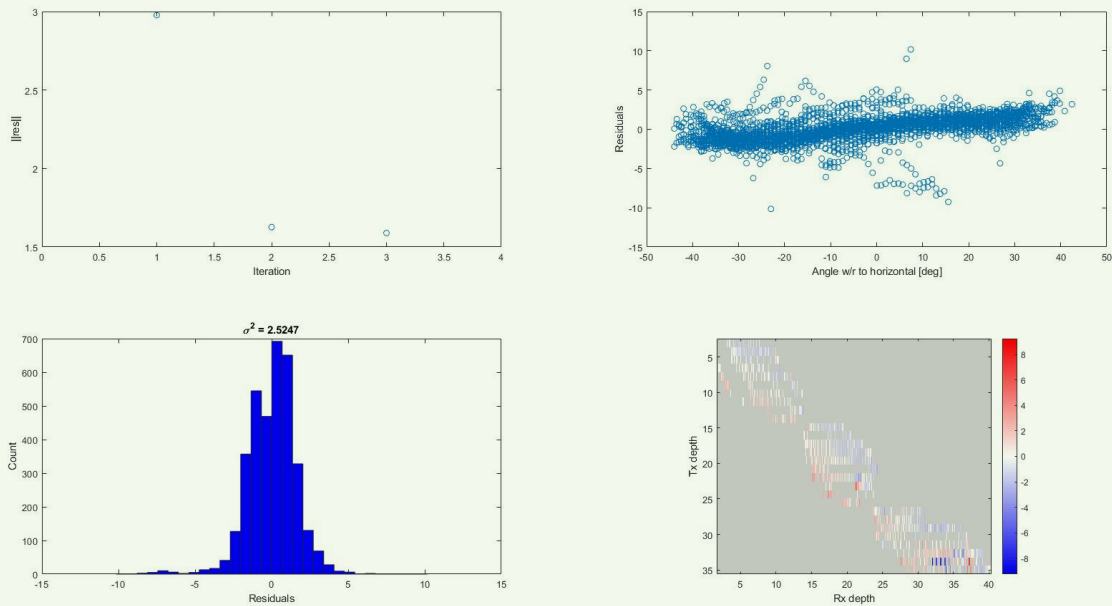 3
2.5
2
1.5
||res||
0 0.5 1 1.5 2 2.5 3 3.5 4
Iteration
15
10
5
0
-5
-10
-15
Residuals
-50 -40 -30 -20 -10 0 10 20 30 40 50
Angle w/r to horizontal [deg]
σ² = 2.5247
700
600
500
400
300
200
100
0
Count
-15 -10 -5 0 5 10 15
Residuals
5
10
15
20
25
30
35
Tx depth
5 10 15 20 25 30 35 40
Rx depth
8
6
4
2
0
-2
-4
-6
-8